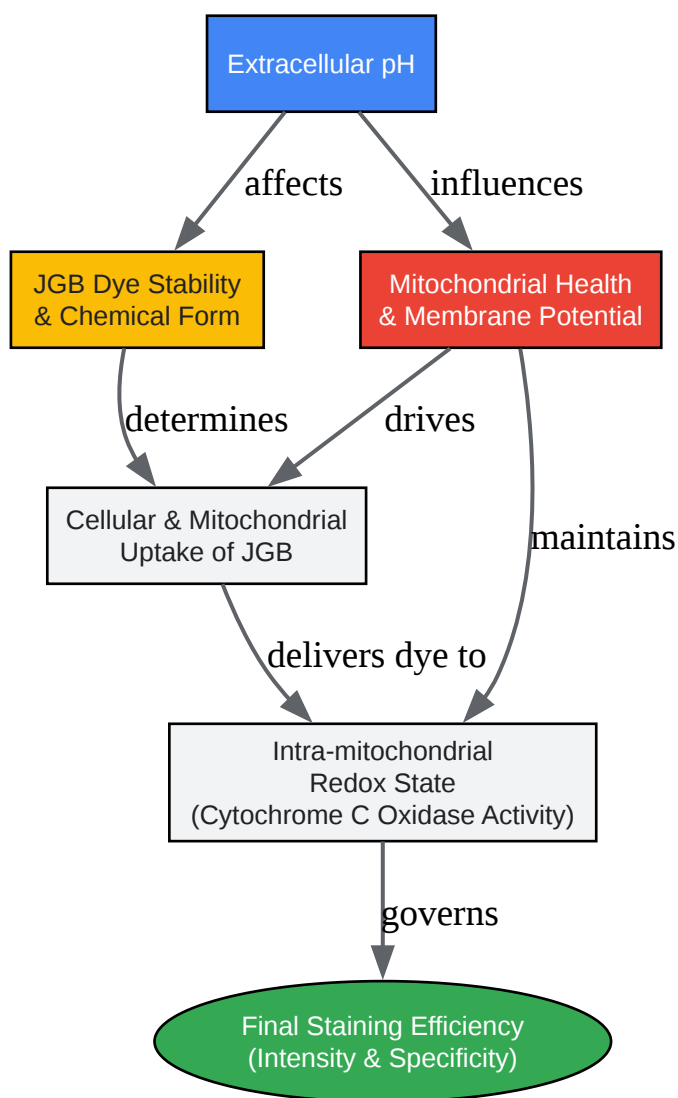 Extracellular pH
affects
influences
JGB Dye Stability
& Chemical Form
Mitochondrial Health
& Membrane Potential
determines
drives
Cellular & Mitochondrial
Uptake of JGB
maintains
delivers dye to
Intra-mitochondrial
Redox State
(Cytochrome C Oxidase Activity)
governs
Final Staining Efficiency
(Intensity & Specificity)